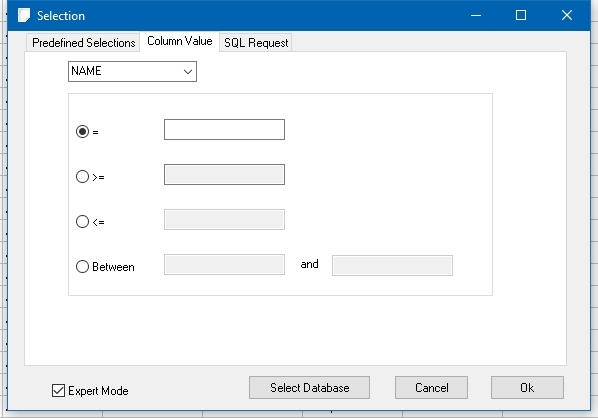 Selection
Predefined Selections Column Value SQL Request
NAME
=
>=
<=
Between and
Expert Mode Select Database Cancel Ok